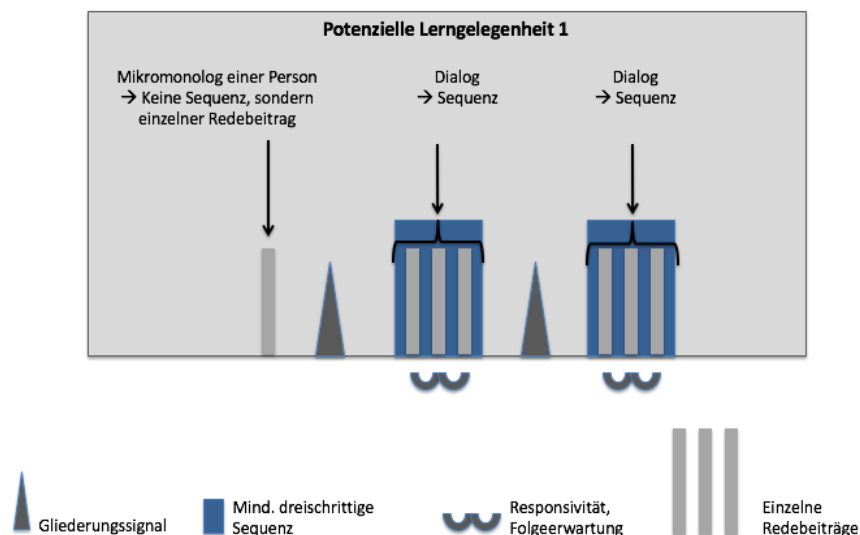 Potenzielle Lerngelegenheit 1
Mikromonolog einer Person
→ Keine Sequenz, sondern
einzelner Redebeitrag
Dialog
→ Sequenz
Dialog
→ Sequenz
Gliederungssignal
Mind. dreischrittige
Sequenz
Responsivität,
Folgeerwartung
Einzelne
Redebeiträge